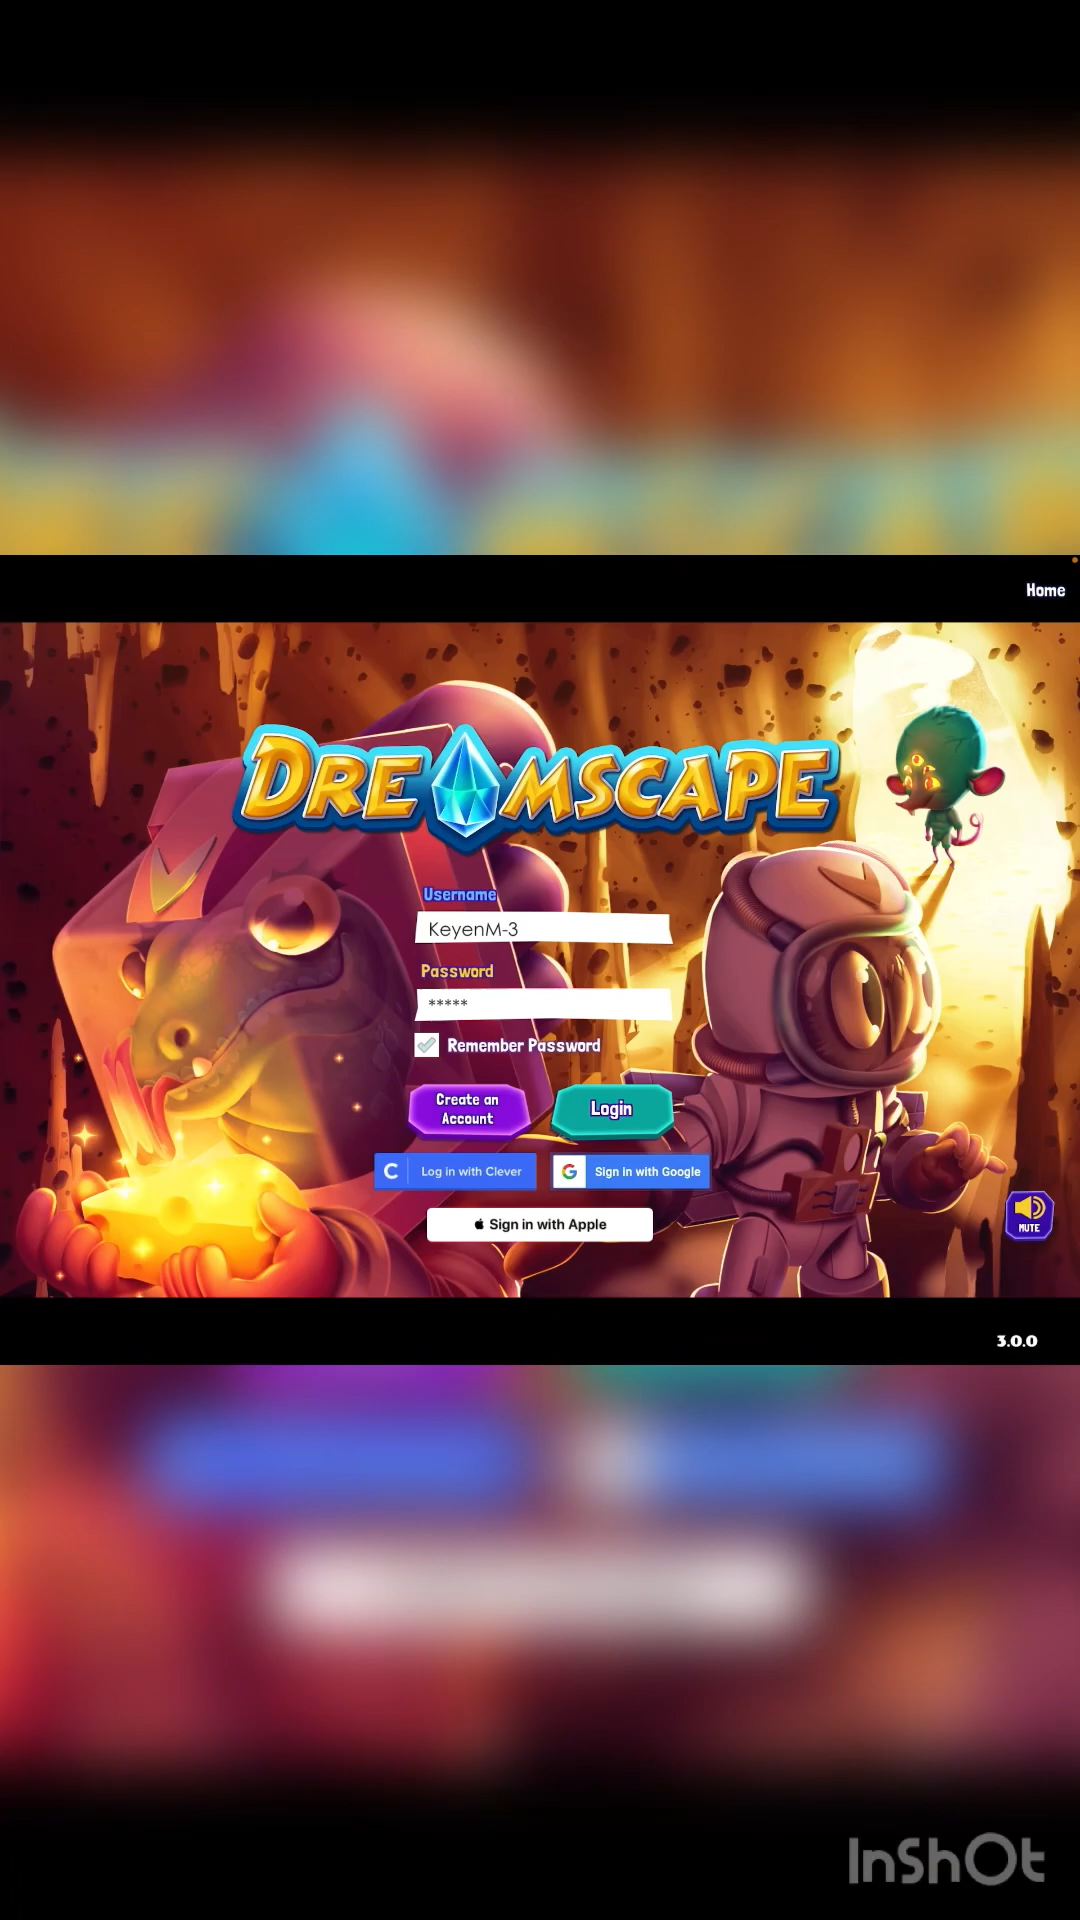 Home
DREAMSCAPE
Username
KeyenM-3
Password
*****
Remember Password
Create an
Account
Login
C Log in with Clever
G Sign in with Google
Sign in with Apple
MUTE
3.0.0
InShOt